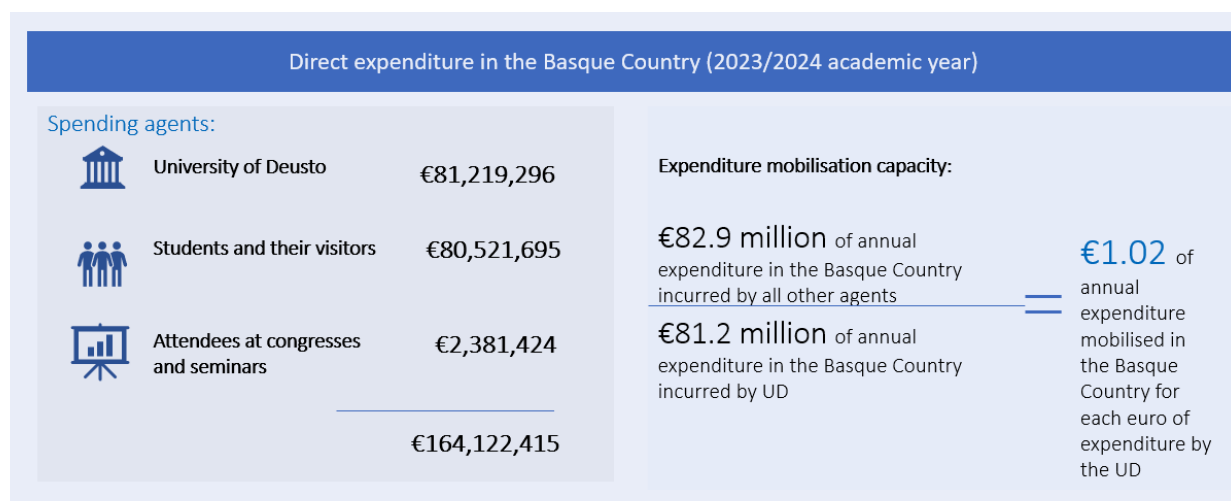 Direct expenditure in the Basque Country (2023/2024 academic year)
Spending agents:
University of Deusto
€81,219,296
Students and their visitors
€80,521,695
Attendees at congresses
and seminars
€2,381,424
€164,122,415
Expenditure mobilisation capacity:
€82.9 million of annual
expenditure in the Basque Country
incurred by all other agents
€81.2 million of annual
expenditure in the Basque Country
incurred by UD
=
€1.02 of
annual
expenditure
mobilised in
the Basque
Country for
each euro of
expenditure by
the UD